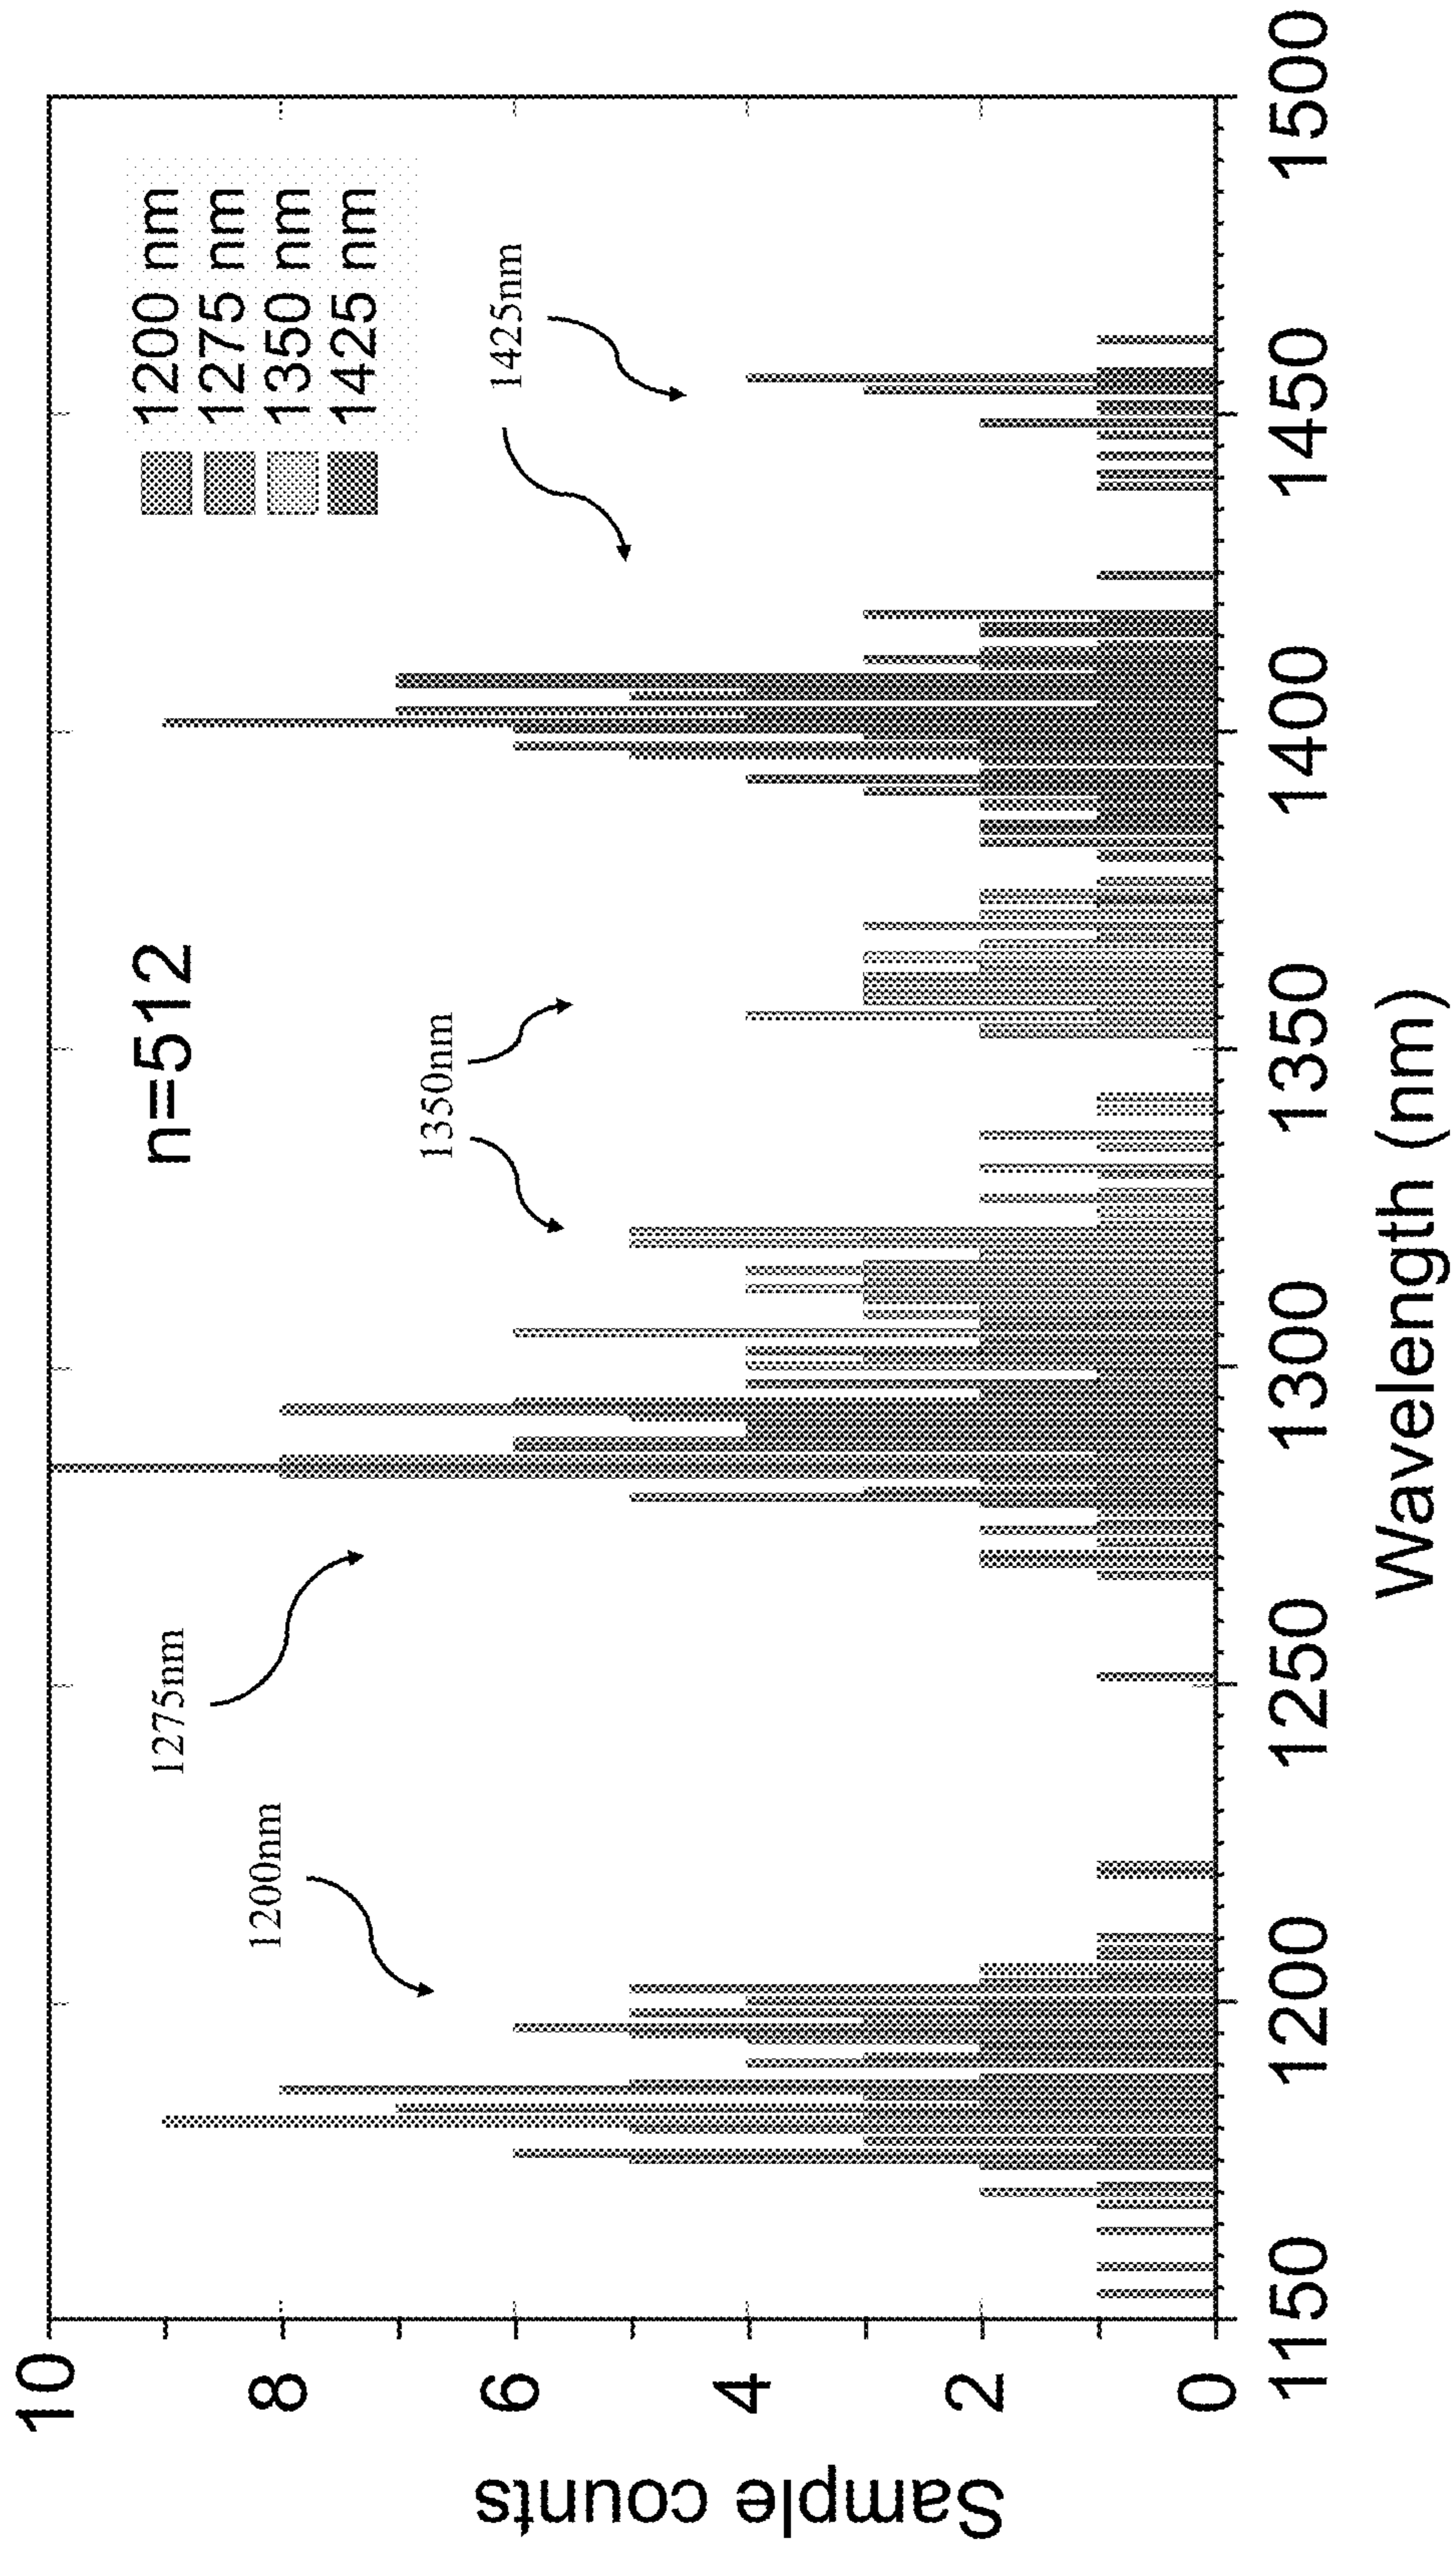 n=512
1200 nm
1275 nm
1350 nm
1425 nm
1200nm
1275nm
1350nm
1425nm
Sample counts
10
8
6
4
2
0
1150
1200
1250
1300
1350
1400
1450
1500
Wavelength (nm)